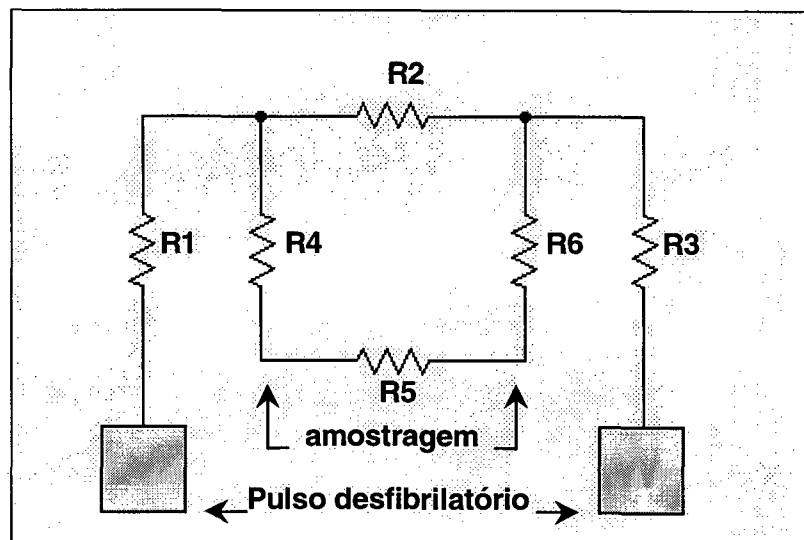 R2
R1
R4
R6
R3
R5
amostragem
Pulso desfibrilatório